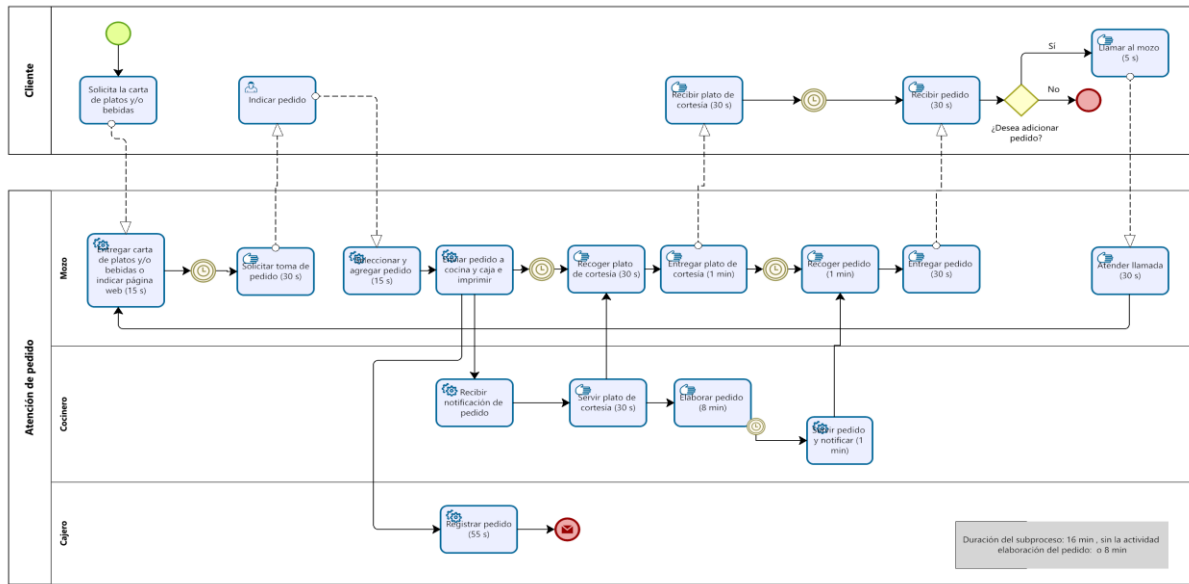 Cliente
Solicita la carta
de platos y/o
bebidas
Indicar pedido
Recibir plato de
cortesía (30 s)
Recibir pedido
(30 s)
¿Desea adicionar
pedido?
Sí
No
Llamar al mozo
(5 s)
Atención de pedido
Mozo
Entregar carta
de platos y/o
bebidas o
indicar página
web (15 s)
Solicitar toma de
pedido (30 s)
Seleccionar y
agregar pedido
(15 s)
Enviar pedido a
cocina y caja e
imprimir
Recoger plato
de cortesía (30 s)
Entregar plato de
cortesía (1 min)
Recoger pedido
(1 min)
Entregar pedido
(30 s)
Atender llamada
(30 s)
Cocinero
Recibir
notificación de
pedido
Servir plato de
cortesía (30 s)
Elaborar pedido
(8 min)
Servir pedido
y notificar (1
min)
Cajero
Registrar pedido
(55 s)
Duración del subproceso: 16 min , sin la actividad
elaboración del pedido: o 8 min